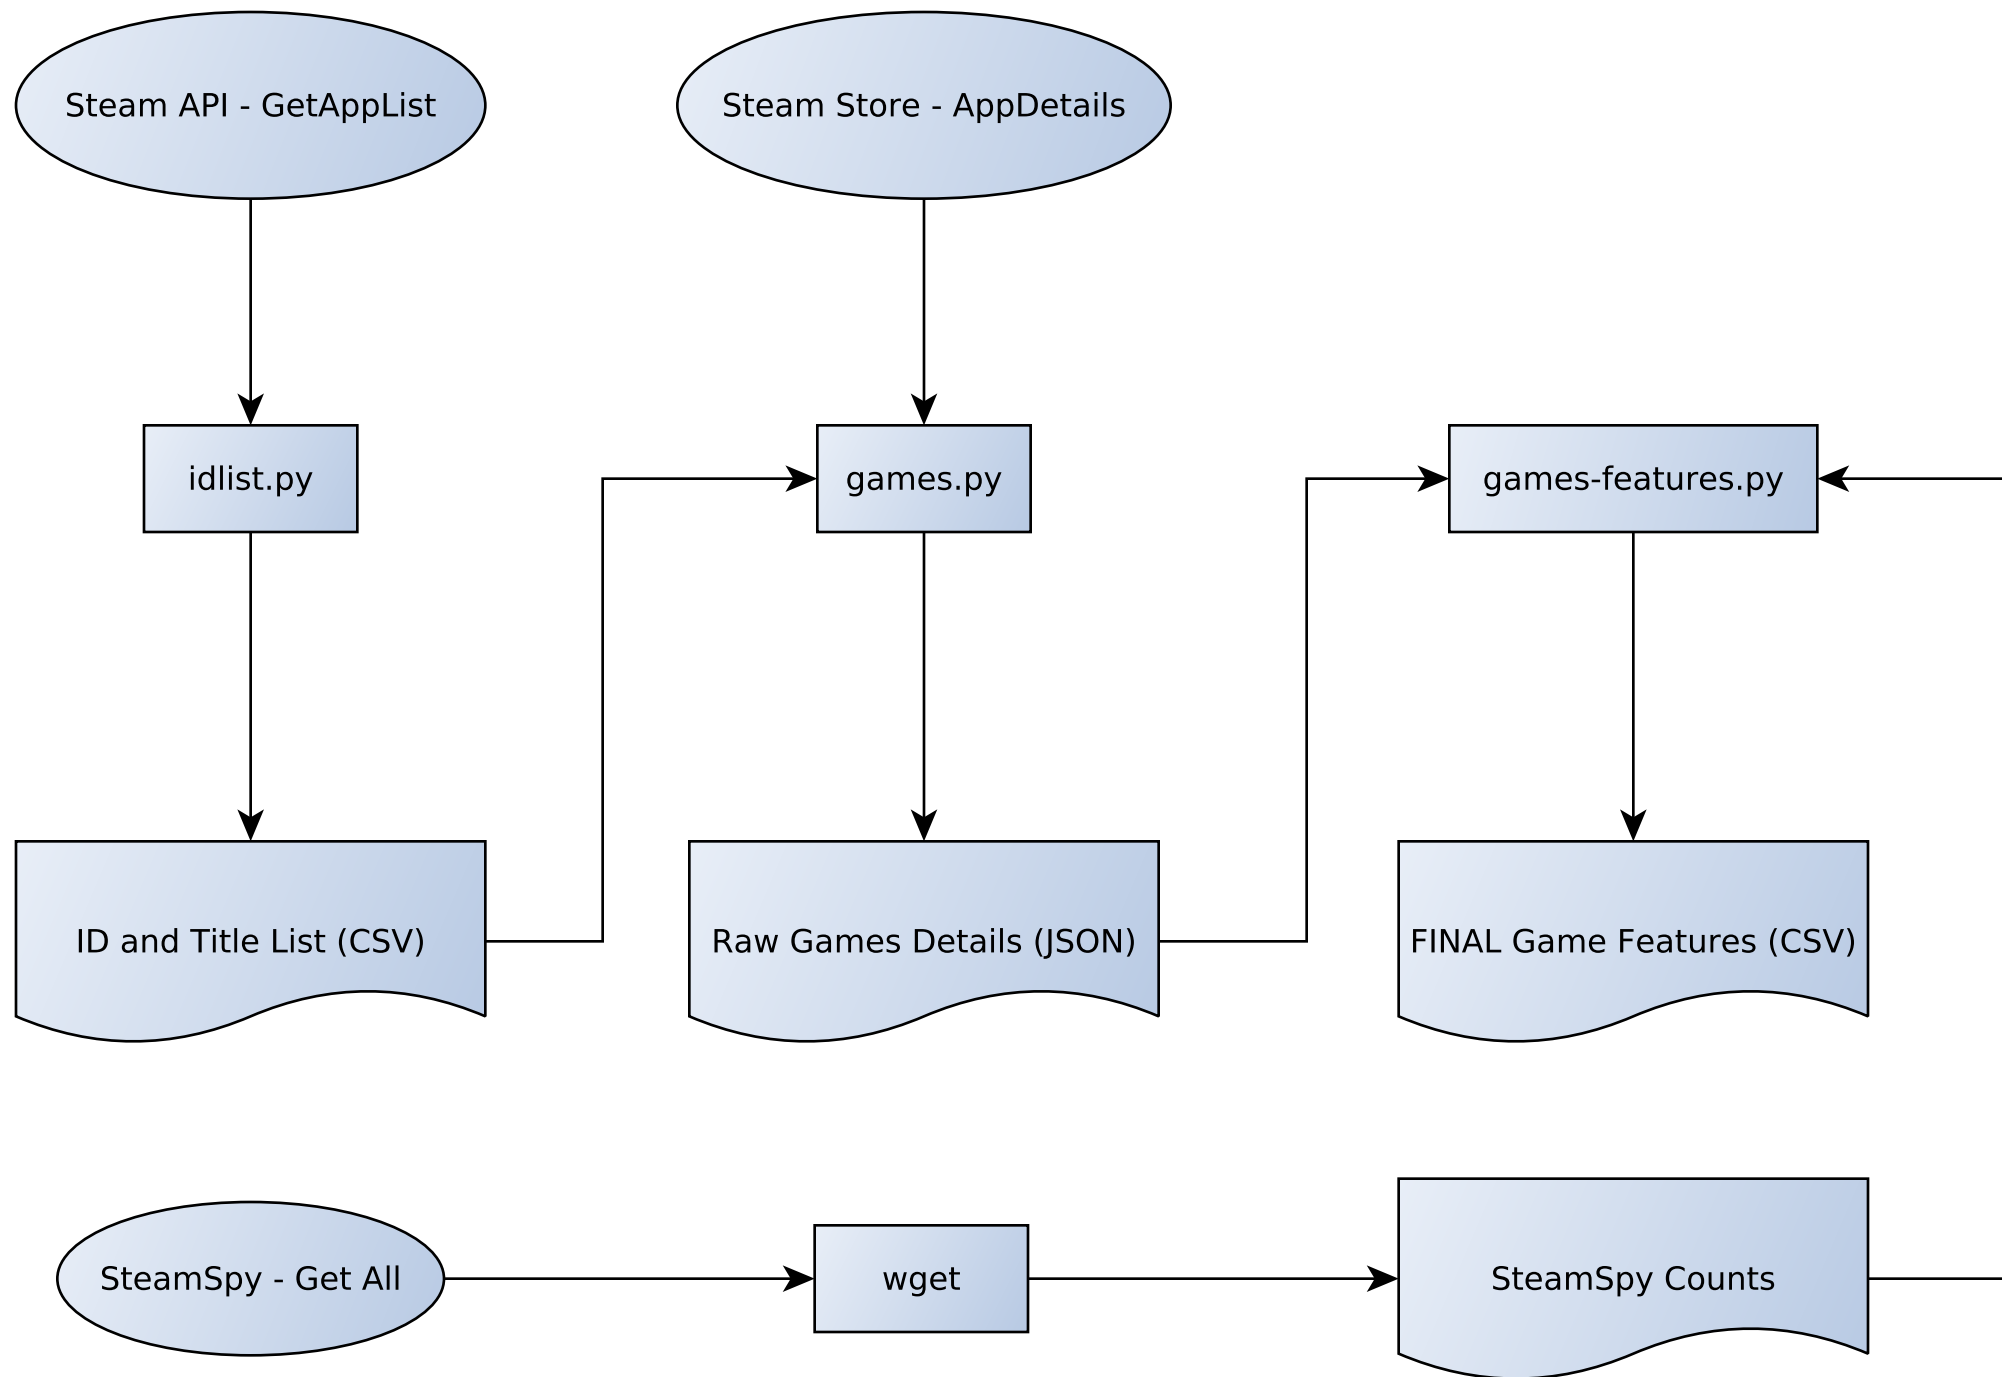 Steam API - GetAppList
Steam Store - AppDetails
idlist.py
games.py
games-features.py
ID and Title List (CSV)
Raw Games Details (JSON)
FINAL Game Features (CSV)
SteamSpy - Get All
wget
SteamSpy Counts